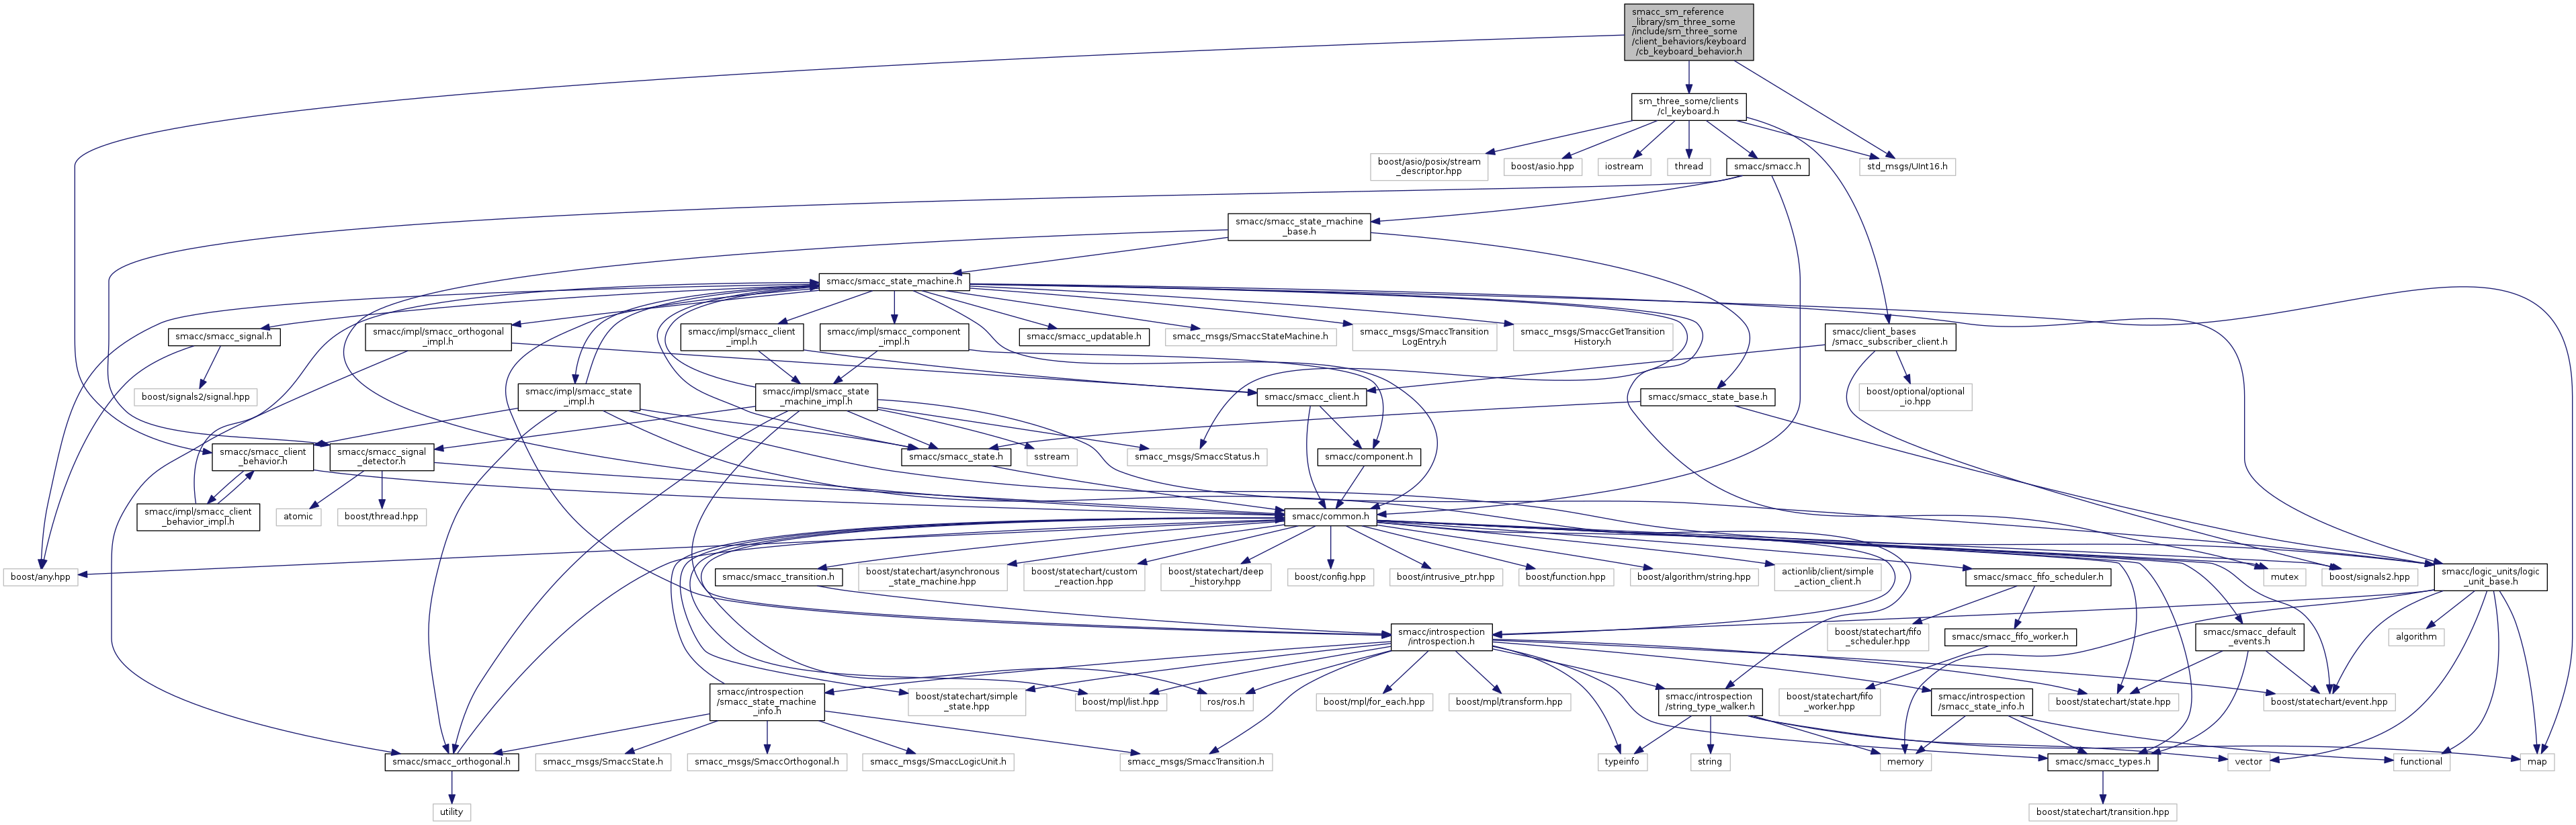 smacc_sm_reference
_library/sm_three_some
/include/sm_three_some
/client_behaviors/keyboard
/cb_keyboard_behavior.h
sm_three_some/clients
/cl_keyboard.h
boost/asio/posix/stream
_descriptor.hpp
boost/asio.hpp
iostream
thread
smacc/smacc.h
std_msgs/UInt16.h
smacc/smacc_state_machine
_base.h
smacc/smacc_state_machine.h
smacc/smacc_signal.h
smacc/impl/smacc_orthogonal
_impl.h
smacc/impl/smacc_client
_impl.h
smacc/impl/smacc_component
_impl.h
smacc/smacc_updatable.h
smacc_msgs/SmaccStateMachine.h
smacc_msgs/SmaccTransition
LogEntry.h
smacc_msgs/SmaccGetTransition
History.h
smacc/client_bases
/smacc_subscriber_client.h
boost/signals2/signal.hpp
smacc/impl/smacc_state
_impl.h
smacc/impl/smacc_state
_machine_impl.h
smacc/smacc_client.h
smacc/smacc_state_base.h
boost/optional/optional
_io.hpp
smacc/smacc_client
_behavior.h
smacc/smacc_signal
_detector.h
smacc/smacc_state.h
sstream
smacc_msgs/SmaccStatus.h
smacc/component.h
smacc/impl/smacc_client
_behavior_impl.h
atomic
boost/thread.hpp
smacc/common.h
boost/any.hpp
smacc/smacc_transition.h
boost/statechart/asynchronous
_state_machine.hpp
boost/statechart/custom
_reaction.hpp
boost/statechart/deep
_history.hpp
boost/config.hpp
boost/intrusive_ptr.hpp
boost/function.hpp
boost/algorithm/string.hpp
actionlib/client/simple
_action_client.h
smacc/smacc_fifo_scheduler.h
mutex
boost/signals2.hpp
smacc/logic_units/logic
_unit_base.h
smacc/introspection
/introspection.h
boost/statechart/fifo
_scheduler.hpp
smacc/smacc_fifo_worker.h
smacc/smacc_default
_events.h
algorithm
smacc/introspection
/smacc_state_machine
_info.h
boost/statechart/simple
_state.hpp
boost/mpl/list.hpp
ros/ros.h
boost/mpl/for_each.hpp
boost/mpl/transform.hpp
smacc/introspection
/string_type_walker.h
boost/statechart/fifo
_worker.hpp
smacc/introspection
/smacc_state_info.h
boost/statechart/state.hpp
boost/statechart/event.hpp
smacc/smacc_orthogonal.h
smacc_msgs/SmaccState.h
smacc_msgs/SmaccOrthogonal.h
smacc_msgs/SmaccLogicUnit.h
smacc_msgs/SmaccTransition.h
typeinfo
string
memory
smacc/smacc_types.h
vector
functional
map
utility
boost/statechart/transition.hpp